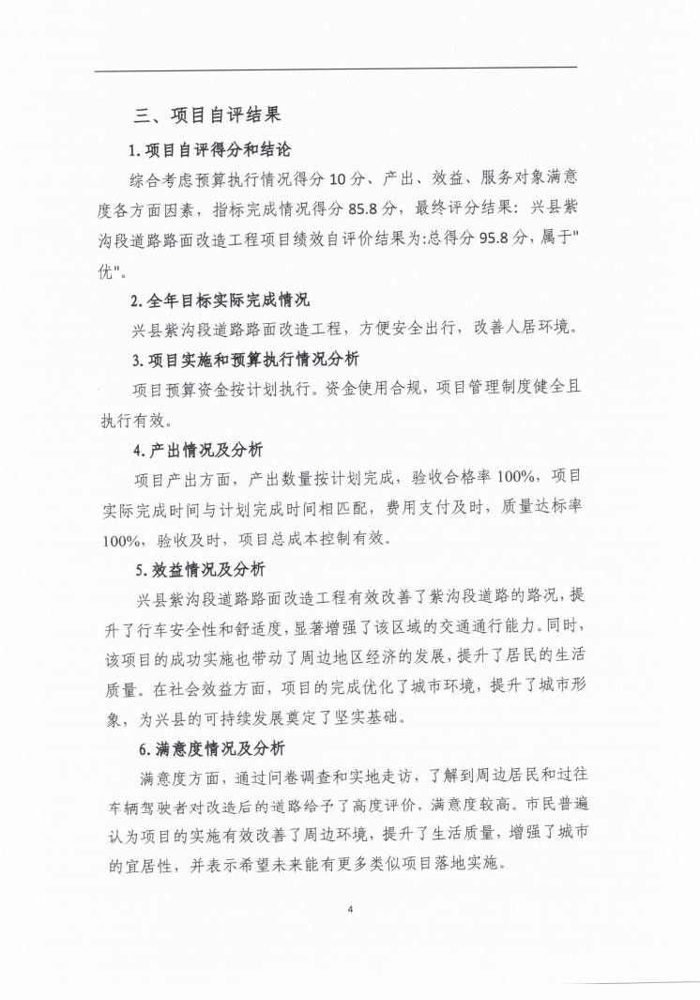 三、项目自评结果
1.项目自评得分和结论
综合考虑预算执行情况得分 10 分、产出、效益、服务对象满意
度各方面因素，指标完成情况得分 85.8 分，最终评分结果：兴县紫
沟段道路路面改造工程项目绩效自评价结果为:总得分 95.8 分，属于"
优"。
2.全年目标实际完成情况
兴县紫沟段道路路面改造工程，方便安全出行，改善人居环境。
3.项目实施和预算执行情况分析
项目预算资金按计划执行。资金使用合规，项目管理制度健全且
执行有效。
4.产出情况及分析
项目产出方面，产出数量按计划完成，验收合格率 100%，项目
实际完成时间与计划完成时间相匹配，费用支付及时，质量达标率
100%，验收及时，项目总成本控制有效。
5.效益情况及分析
兴县紫沟段道路路面改造工程有效改善了紫沟段道路的路况，提
升了行车安全性和舒适度，显著增强了该区域的交通通行能力。同时，
该项目的成功实施也带动了周边地区经济的发展，提升了居民的生活
质量。在社会效益方面，项目的完成优化了城市环境，提升了城市形
象，为兴县的可持续发展奠定了坚实基础。
6.满意度情况及分析
满意度方面，通过问卷调查和实地走访，了解到周边居民和过往
车辆驾驶者对改造后的道路给予了高度评价，满意度较高。市民普遍
认为项目的实施有效改善了周边环境，提升了生活质量，增强了城市
的宜居性，并表示希望未来能有更多类似项目落地实施。
4